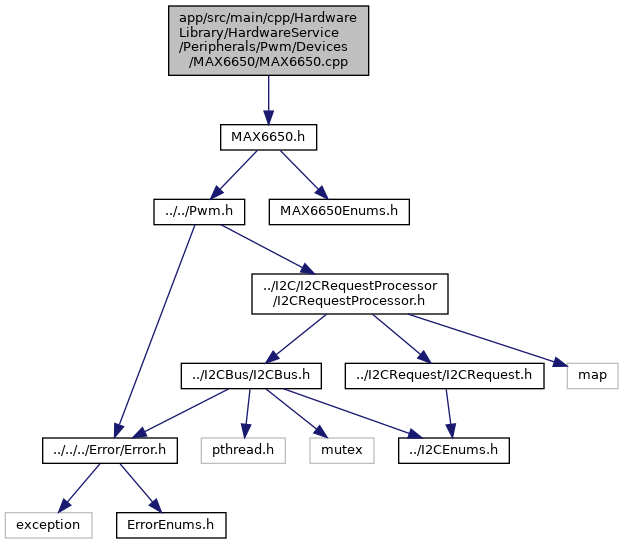 app/src/main/cpp/Hardware
Library/HardwareService
/Peripherals/Pwm/Devices
/MAX6650/MAX6650.cpp
MAX6650.h
../../Pwm.h
MAX6650Enums.h
../I2C/I2CRequestProcessor
/I2CRequestProcessor.h
../I2CBus/I2CBus.h
../I2CRequest/I2CRequest.h
map
../../../Error/Error.h
pthread.h
mutex
../I2CEnums.h
exception
ErrorEnums.h